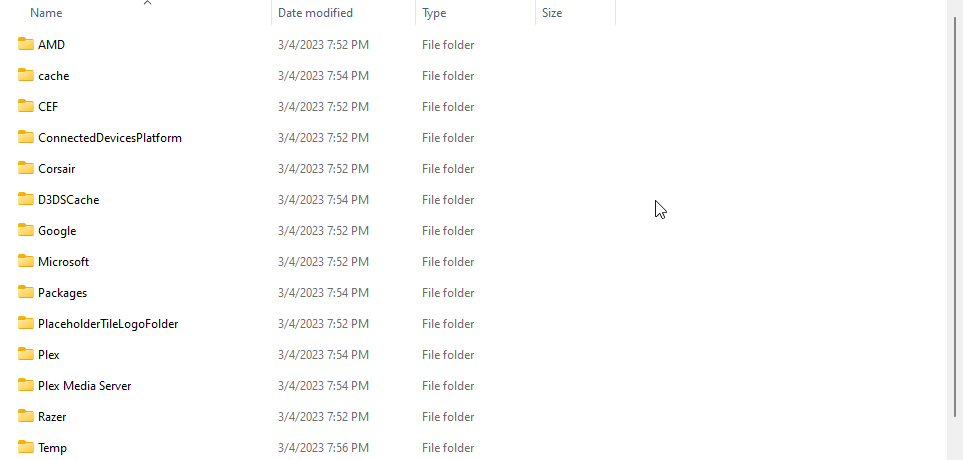 Name Date modified Type Size
AMD 3/4/2023 7:52 PM File folder
cache 3/4/2023 7:54 PM File folder
CEF 3/4/2023 7:52 PM File folder
ConnectedDevicesPlatform 3/4/2023 7:52 PM File folder
Corsair 3/4/2023 7:52 PM File folder
D3DSCache 3/4/2023 7:54 PM File folder
Google 3/4/2023 7:52 PM File folder
Microsoft 3/4/2023 7:52 PM File folder
Packages 3/4/2023 7:54 PM File folder
PlaceholderTileLogoFolder 3/4/2023 7:52 PM File folder
Plex 3/4/2023 7:54 PM File folder
Plex Media Server 3/4/2023 7:54 PM File folder
Razer 3/4/2023 7:52 PM File folder
Temp 3/4/2023 7:56 PM File folder